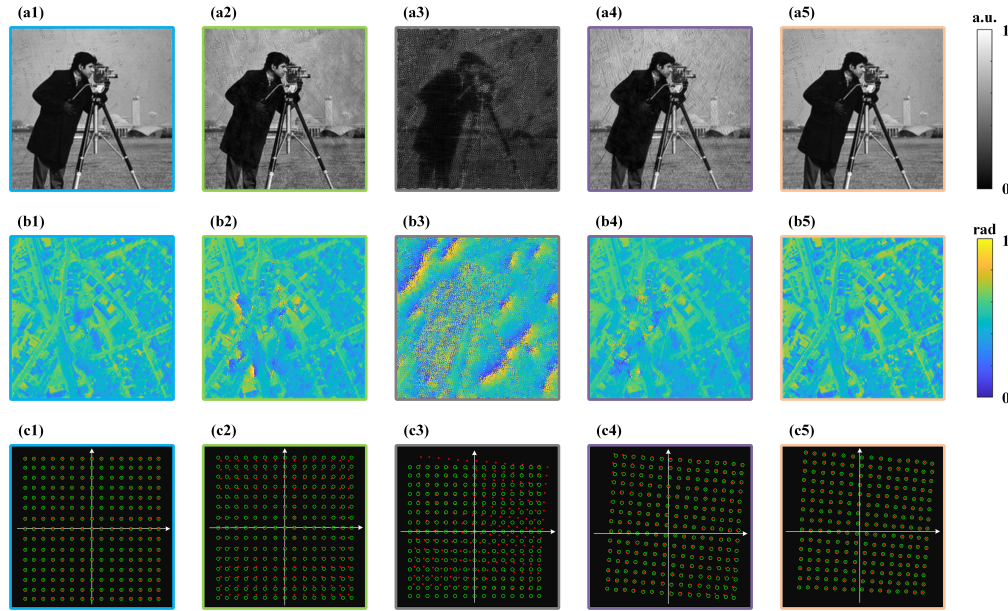 (a1) (a2) (a3) (a4) (a5) a.u.
1
0
(b1) (b2) (b3) (b4) (b5) rad
1
0
(c1) (c2) (c3) (c4) (c5)